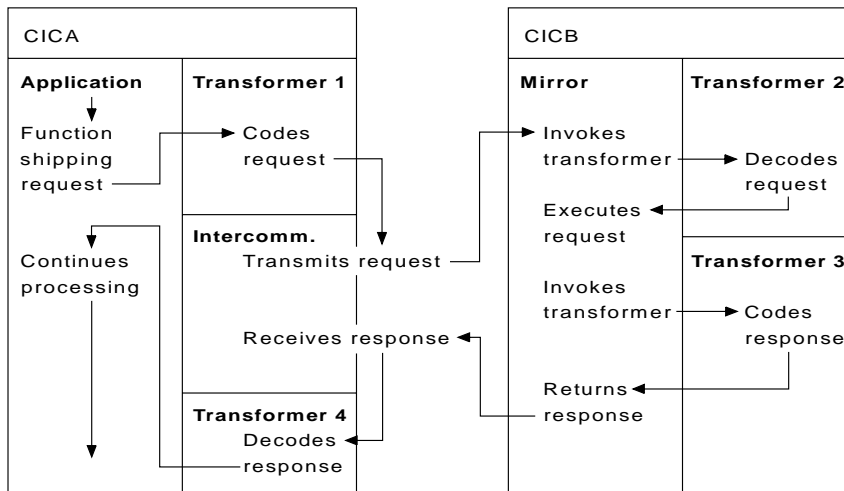 CICA
Application
Function
shipping
request
Continues
processing
Transformer 1
Codes
request
Intercomm.
Transmits request
Receives response
Transformer 4
Decodes
response
CICB
Mirror
Invokes
transformer
Executes
request
Invokes
transformer
Returns
response
Transformer 2
Decodes
request
Transformer 3
Codes
response